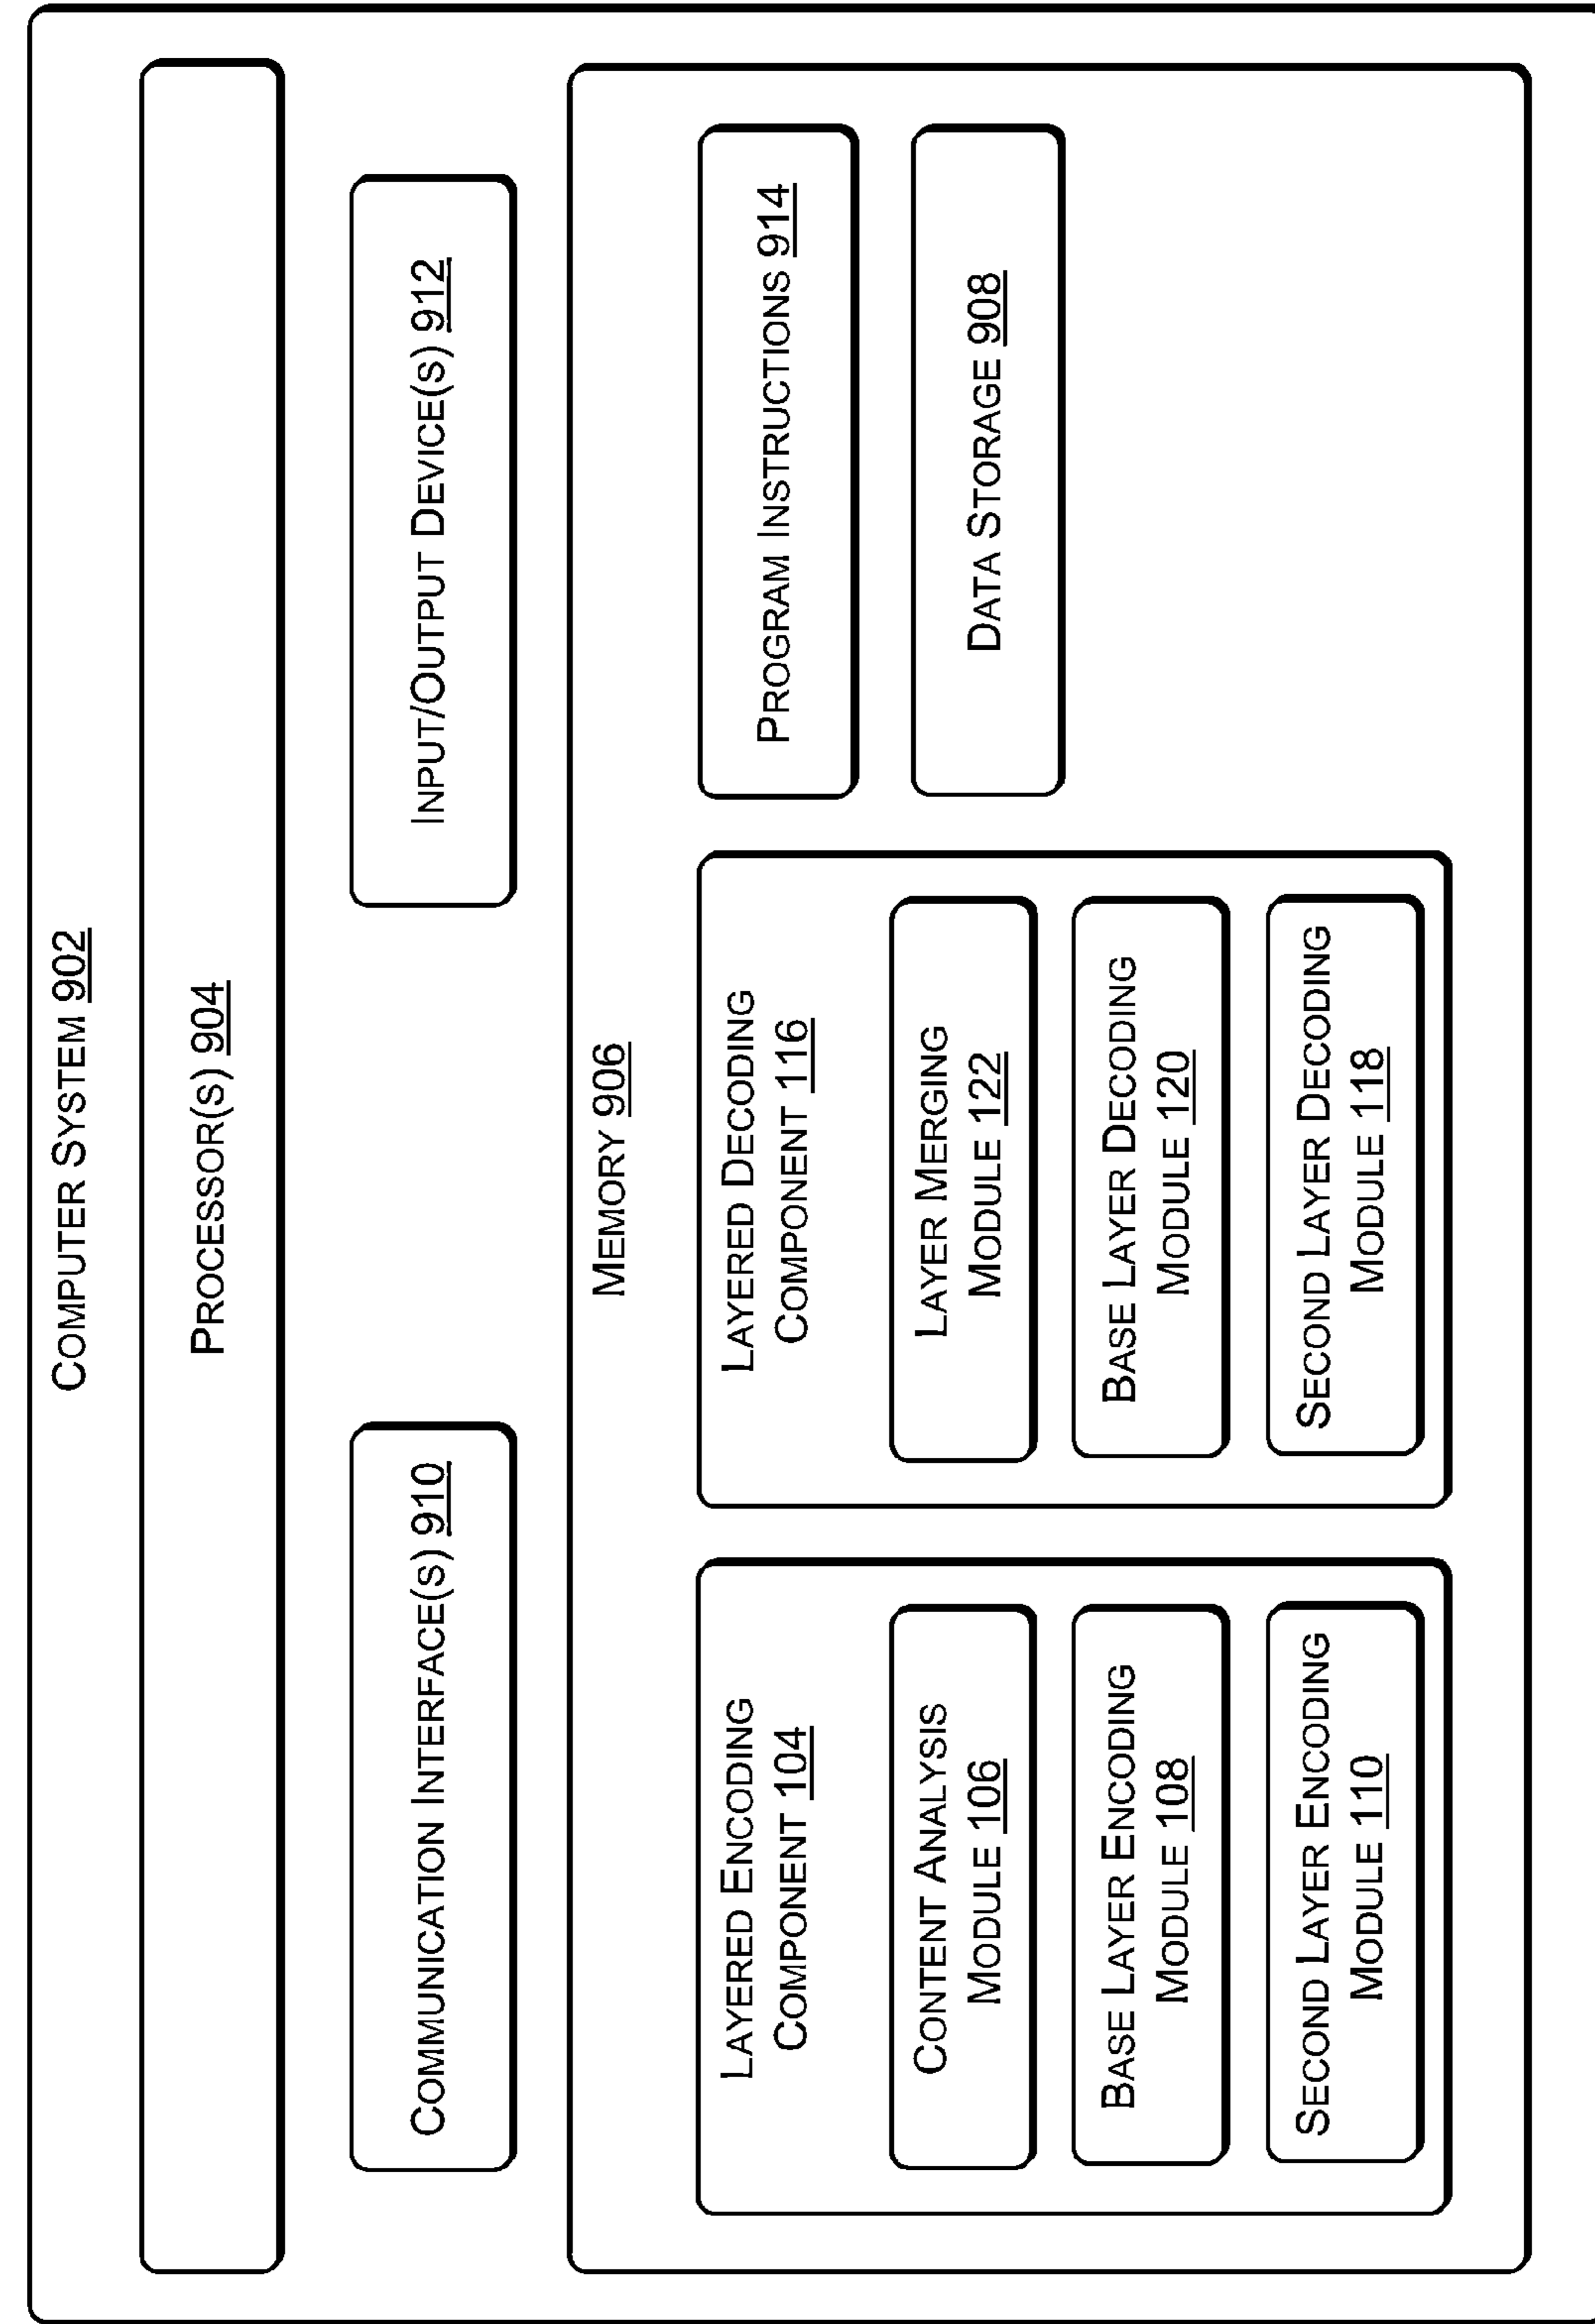 COMPUTER SYSTEM 902
PROCESSOR(S) 904
COMMUNICATION INTERFACE(S) 910
INPUT/OUTPUT DEVICE(S) 912
MEMORY 906
LAYERED ENCODING
COMPONENT 104
CONTENT ANALYSIS
MODULE 106
BASE LAYER ENCODING
MODULE 108
SECOND LAYER ENCODING
MODULE 110
LAYERED DECODING
COMPONENT 116
LAYER MERGING
MODULE 122
BASE LAYER DECODING
MODULE 120
SECOND LAYER DECODING
MODULE 118
PROGRAM INSTRUCTIONS 914
DATA STORAGE 908